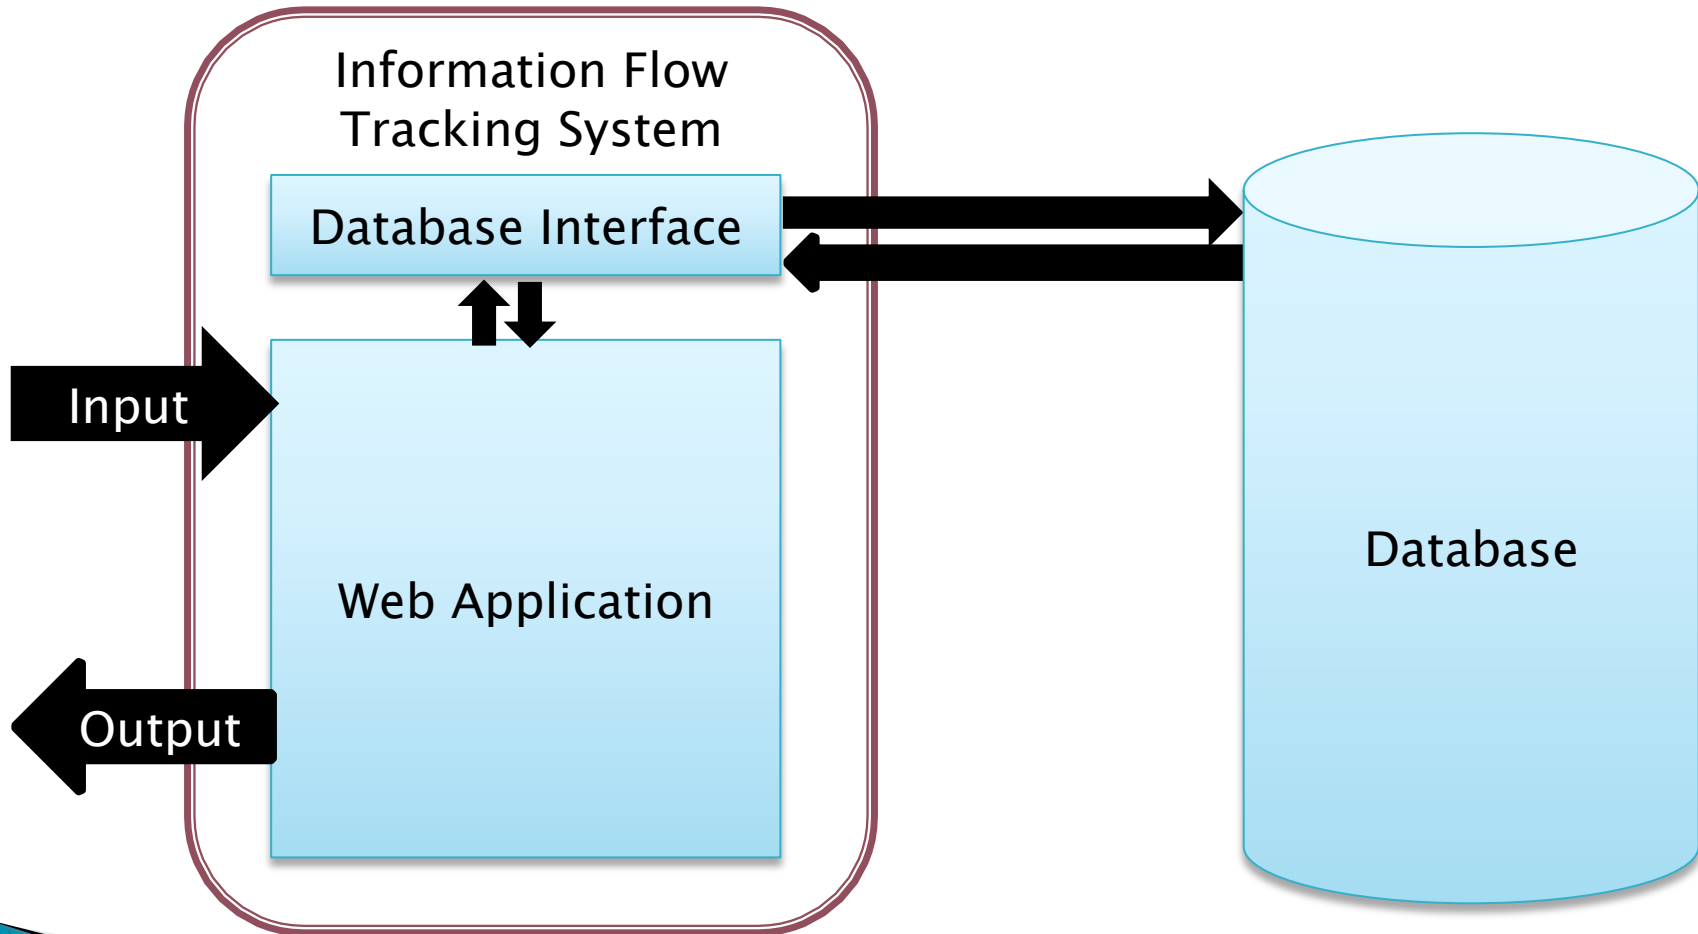 Information Flow
Tracking System
Database Interface
Input
Web Application
Output
Database